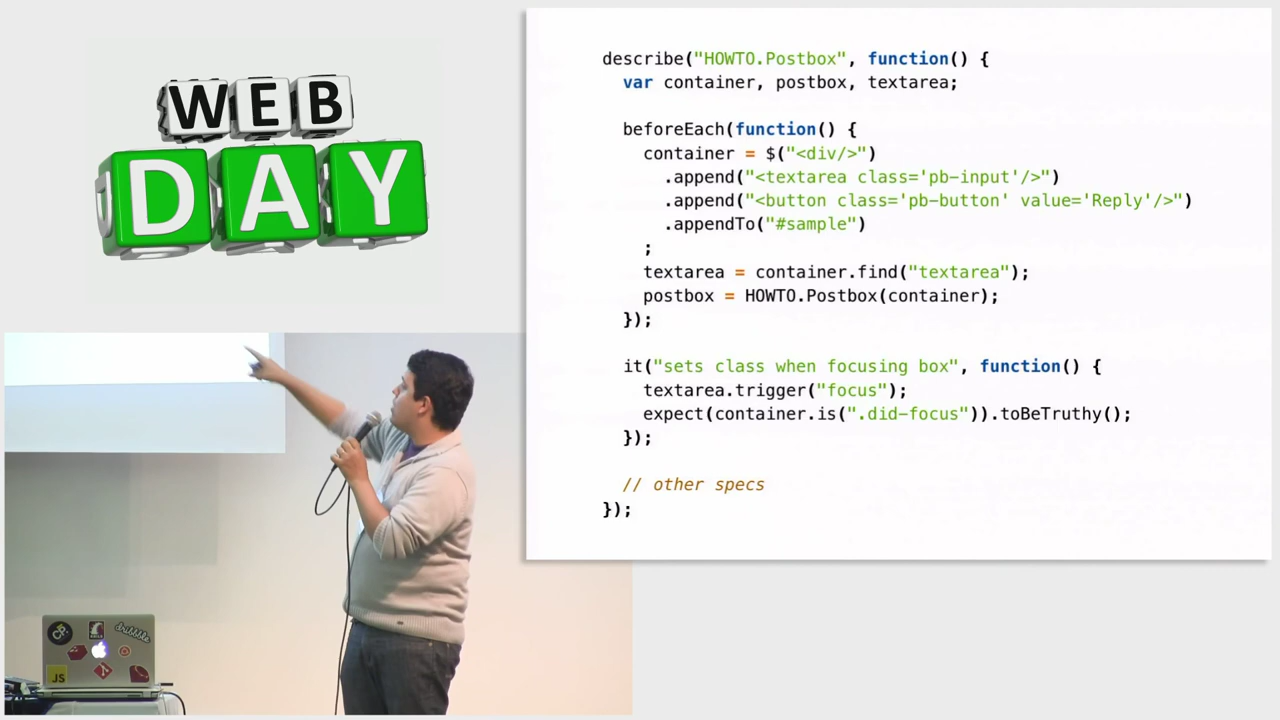 WEB
DAY
describe("HOWTO.Postbox", function() {
var container, postbox, textarea;
beforeEach(function() {
container = $("<div/>")
.append("<textarea class='pb-input'/>")
.append("<button class='pb-button' value='Reply'/>")
.appendTo("#sample")
;
textarea = container.find("textarea");
postbox = HOWTO.Postbox(container);
});
it("sets class when focusing box", function() {
textarea.trigger("focus");
expect(container.is(".did-focus")).toBeTruthy();
});
// other specs
});
dribbble
JS